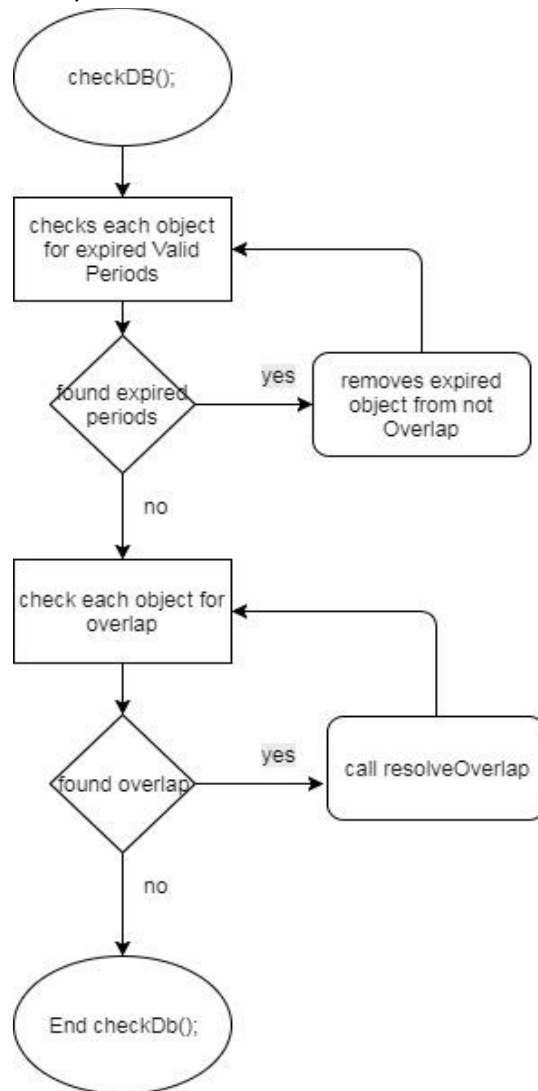 checkDB();
checks each object
for expired Valid
Periods
found expired
periods
yes
removes expired
object from not
Overlap
no
check each object for
overlap
found overlap
yes
call resolveOverlap
no
End checkDb();